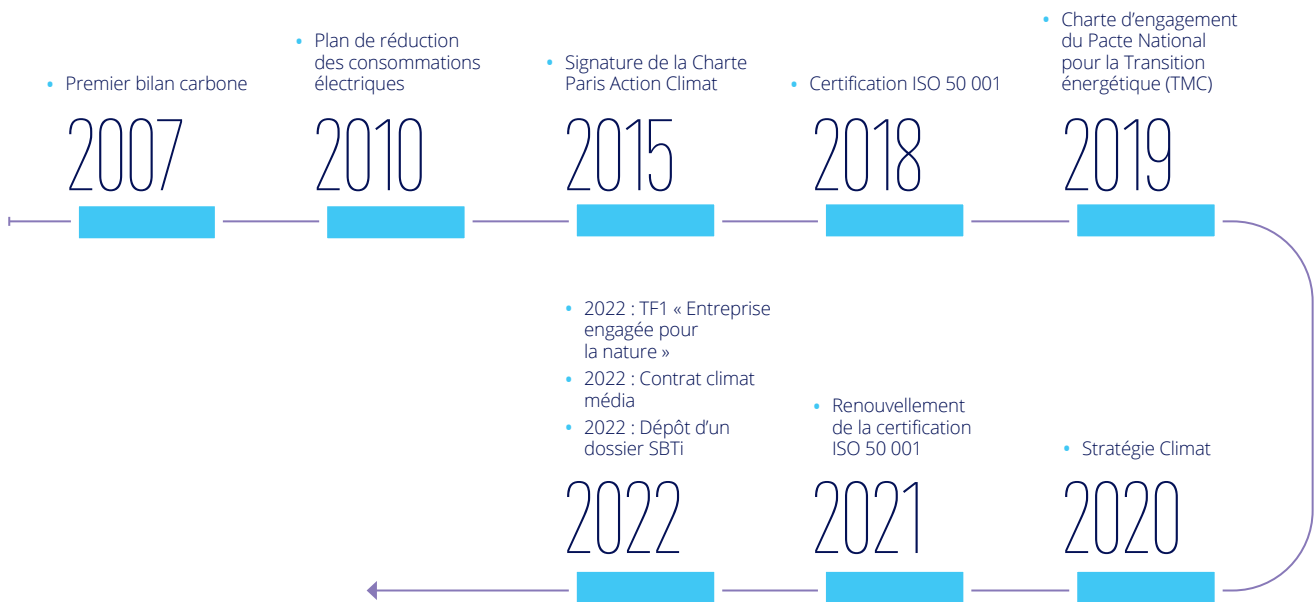 • Premier bilan carbone
2007
• Plan de réduction
des consommations
électriques
2010
• Signature de la Charte
Paris Action Climat
2015
• Certification ISO 50 001
2018
• Charte d’engagement
du Pacte National
pour la Transition
énergétique (TMC)
2019
• Stratégie Climat
2020
• Renouvellement
de la certification
ISO 50 001
2021
• 2022 : TF1 « Entreprise
engagée pour
la nature »
• 2022 : Contrat climat
média
• 2022 : Dépôt d’un
dossier SBTi
2022